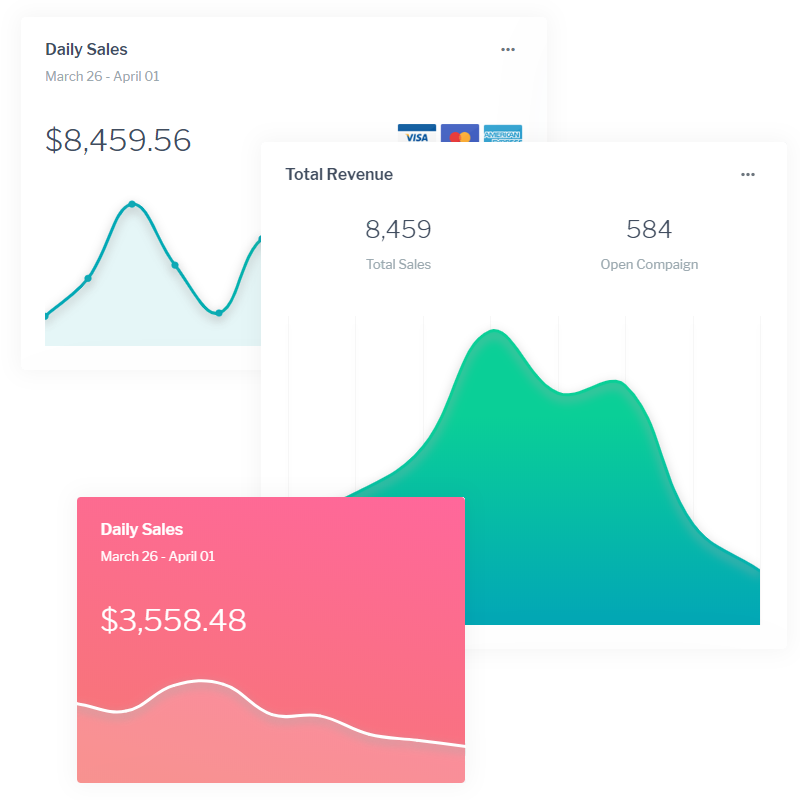 Daily Sales
March 26 - April 01
$8,459.56
VISA
AMERICAN
Total Revenue
8,459
584
Total Sales
Open Compaign
Daily Sales
March 26 - April 01
$3,558.48